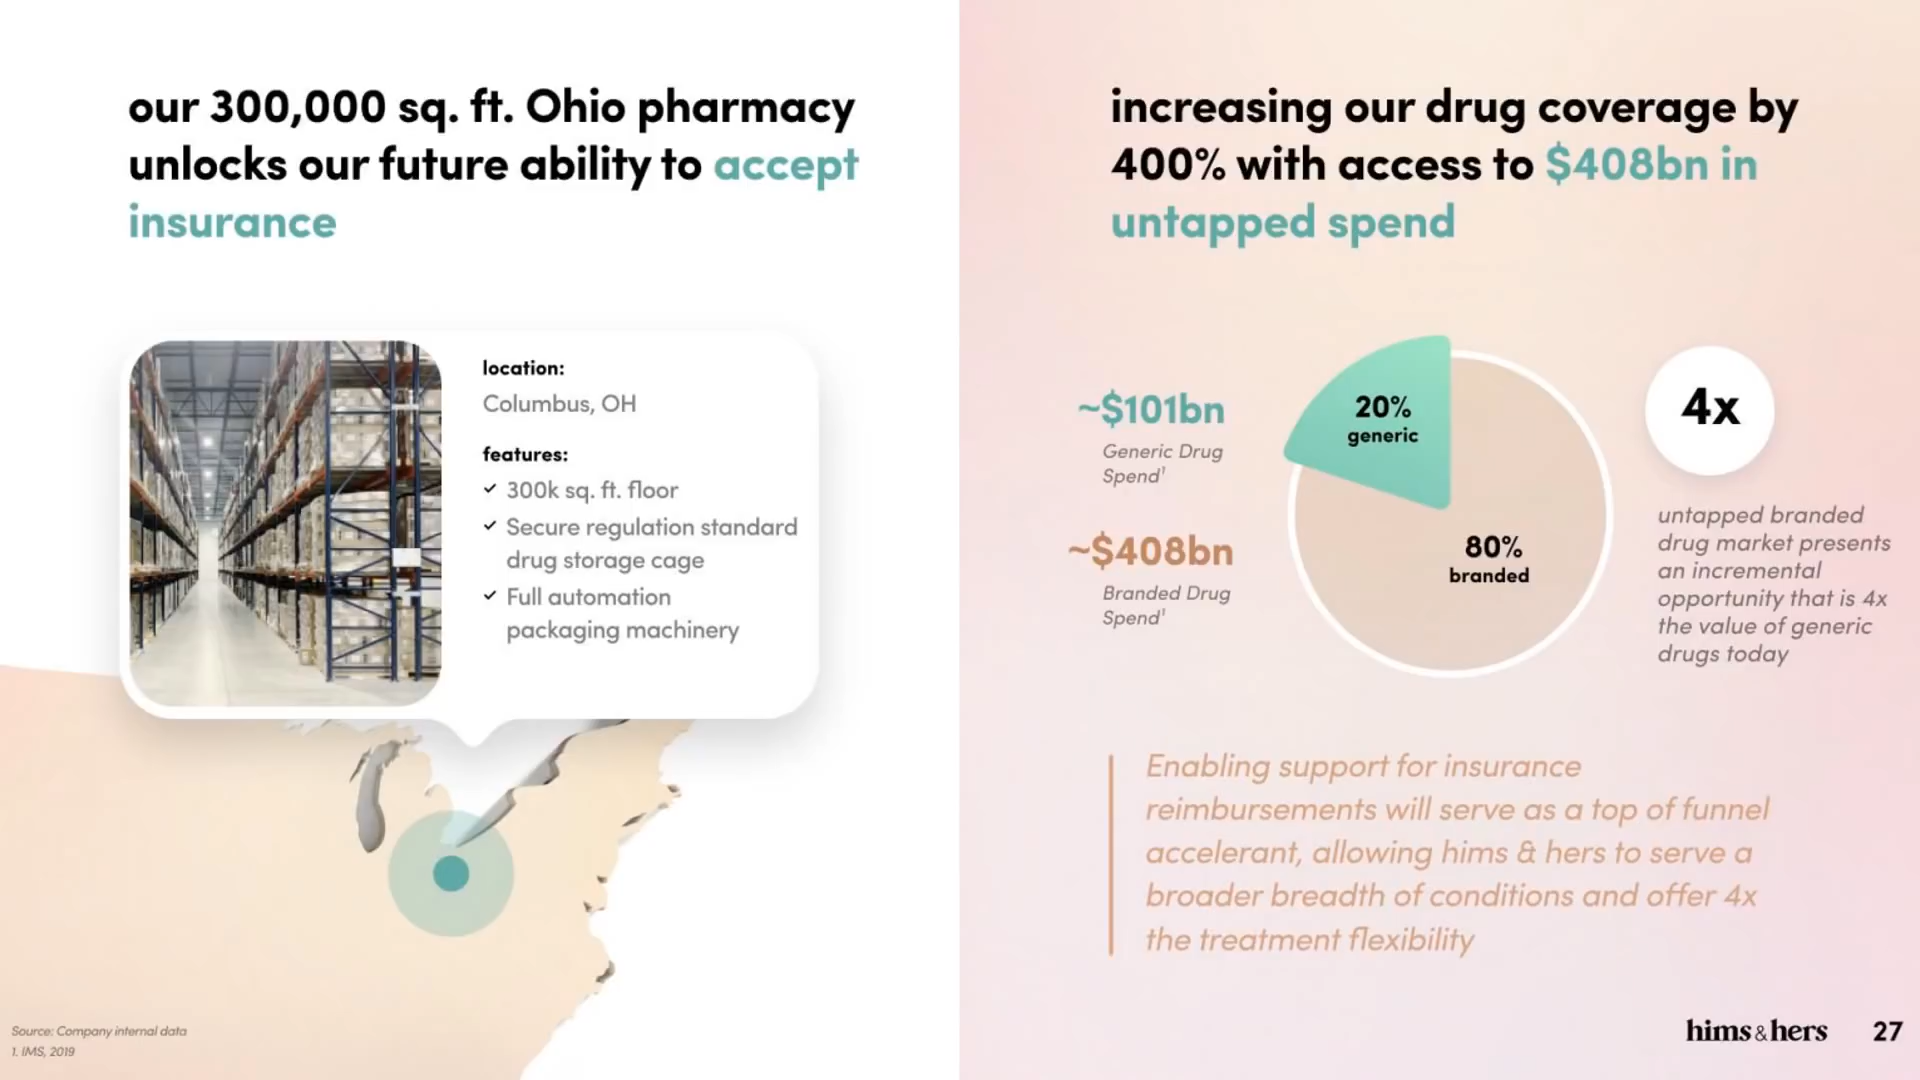 our 300,000 sq. ft. Ohio pharmacy
unlocks our future ability to accept
insurance
location:
Columbus, OH
features:
✓ 300k sq. ft. floor
✓ Secure regulation standard
drug storage cage
✓ Full automation
packaging machinery
Source: Company internal data
1. IMS, 2019
increasing our drug coverage by
400% with access to $408bn in
untapped spend
~$101bn
Generic Drug
Spend¹
~$408bn
Branded Drug
Spend¹
20%
generic
80%
branded
4x
untapped branded
drug market presents
an incremental
opportunity that is 4x
the value of generic
drugs today
Enabling support for insurance
reimbursements will serve as a top of funnel
accelerant, allowing hims & hers to serve a
broader breadth of conditions and offer 4x
the treatment flexibility
hims & hers 27